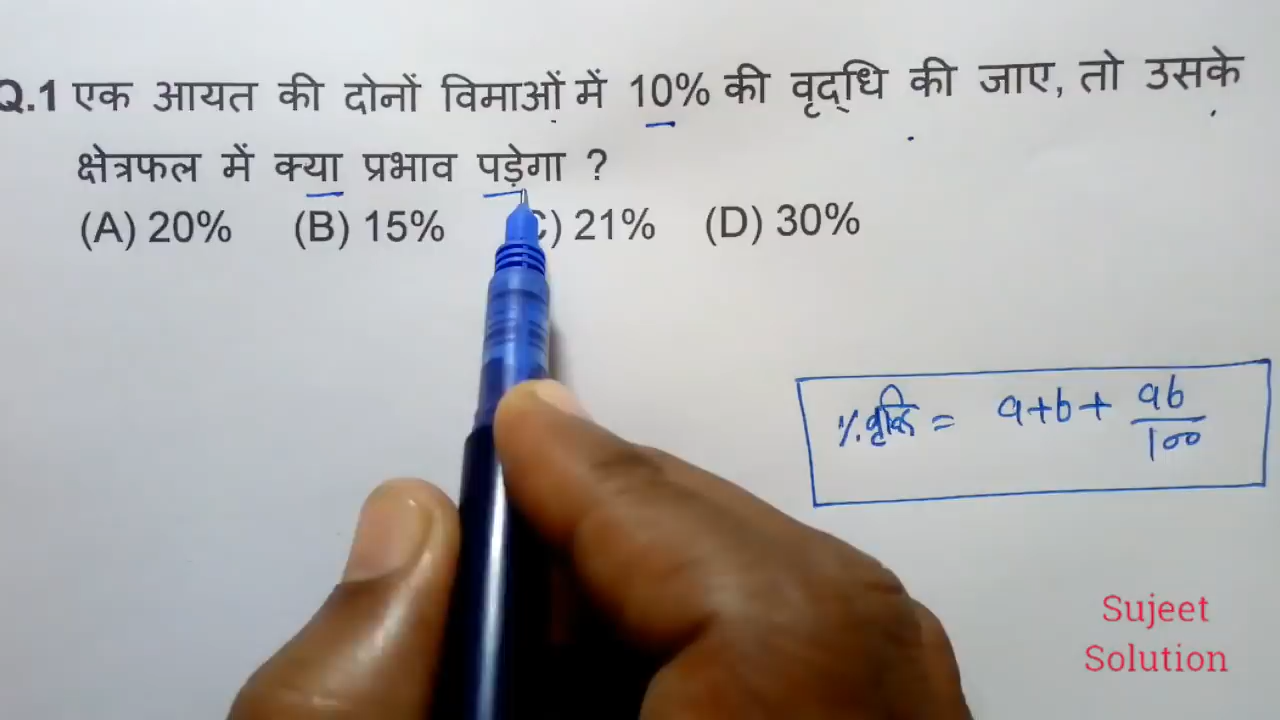 Q.1 एक आयत की दोनों विमाओं में 10% की वृद्धि की जाए, तो उसके
क्षेत्रफल में क्या प्रभाव पड़ेगा ?
(A) 20% (B) 15% C) 21% (D) 30%
% वृद्धि = a+b+ ab/100
Sujeet
Solution